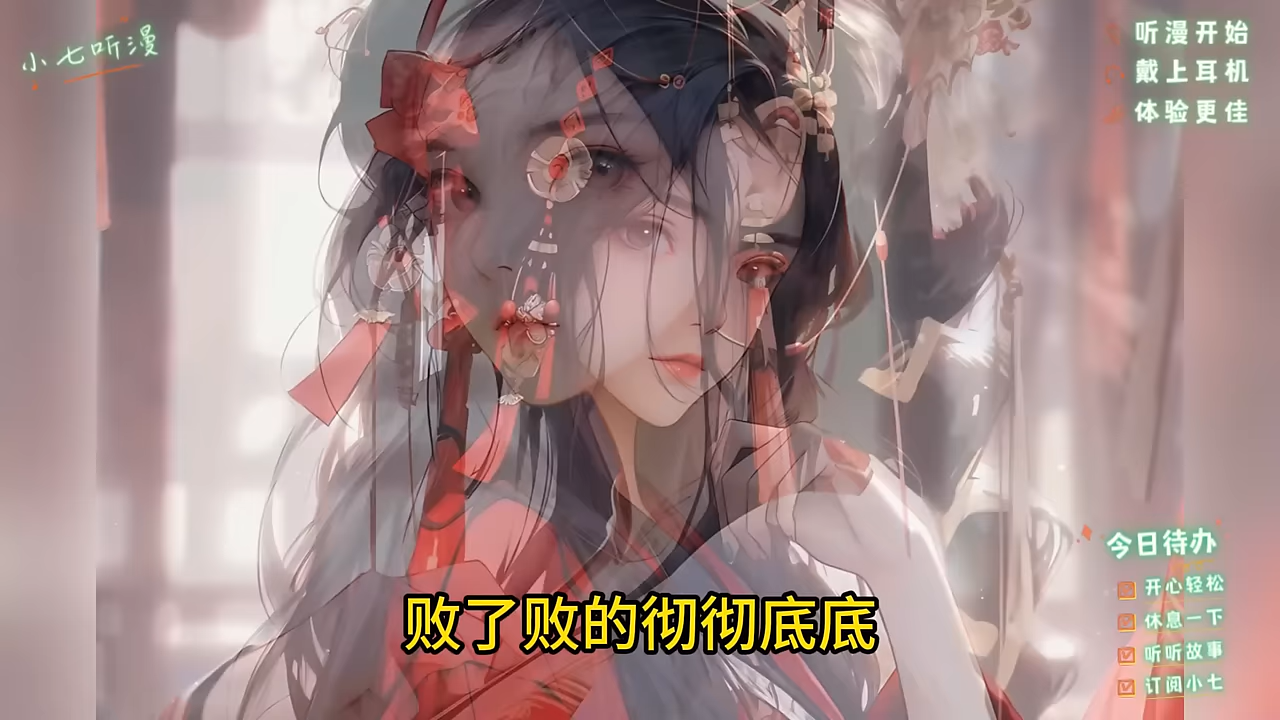 小七听漫
听漫开始
戴上耳机
体验更佳
今日待办
开心轻松
休息一下
听听故事
订阅小七
败了败的彻彻底底